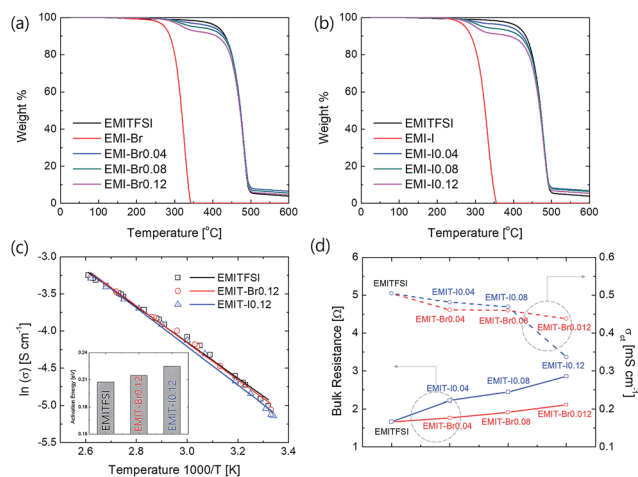 (a)
100
80
60
40
20
0
Weight %
EMITFSI
EMI-Br
EMI-Br0.04
EMI-Br0.08
EMI-Br0.12
0 100 200 300 400 500 600
Temperature [°C]
(b)
100
80
60
40
20
0
Weight %
EMITFSI
EMI-I
EMI-I0.04
EMI-I0.08
EMI-I0.12
0 100 200 300 400 500 600
Temperature [°C]
(c)
-3.0
-3.5
-4.0
-4.5
-5.0
-5.5
ln (σ) [S cm⁻¹]
EMITFSI
EMIT-Br0.12
EMIT-I0.12
Activation Energy [eV]
0.24
0.21
0.18
0.15
EMITFSI
EMIT-Br0.12
EMIT-I0.12
2.6 2.8 3.0 3.2 3.4
Temperature 1000/T [K]
(d)
6
5
4
3
2
1
Bulk Resistance [Ω]
EMITFSI
EMIT-I0.04
EMIT-I0.08
EMIT-Br0.04
EMIT-Br0.08
EMIT-Br0.012
EMIT-I0.12
EMIT-I0.04
EMIT-I0.08
EMITFSI
EMIT-Br0.04
EMIT-Br0.08
EMIT-Br0.012
0.6
0.5
0.4
0.3
0.2
0.1
σct [mS cm⁻¹]